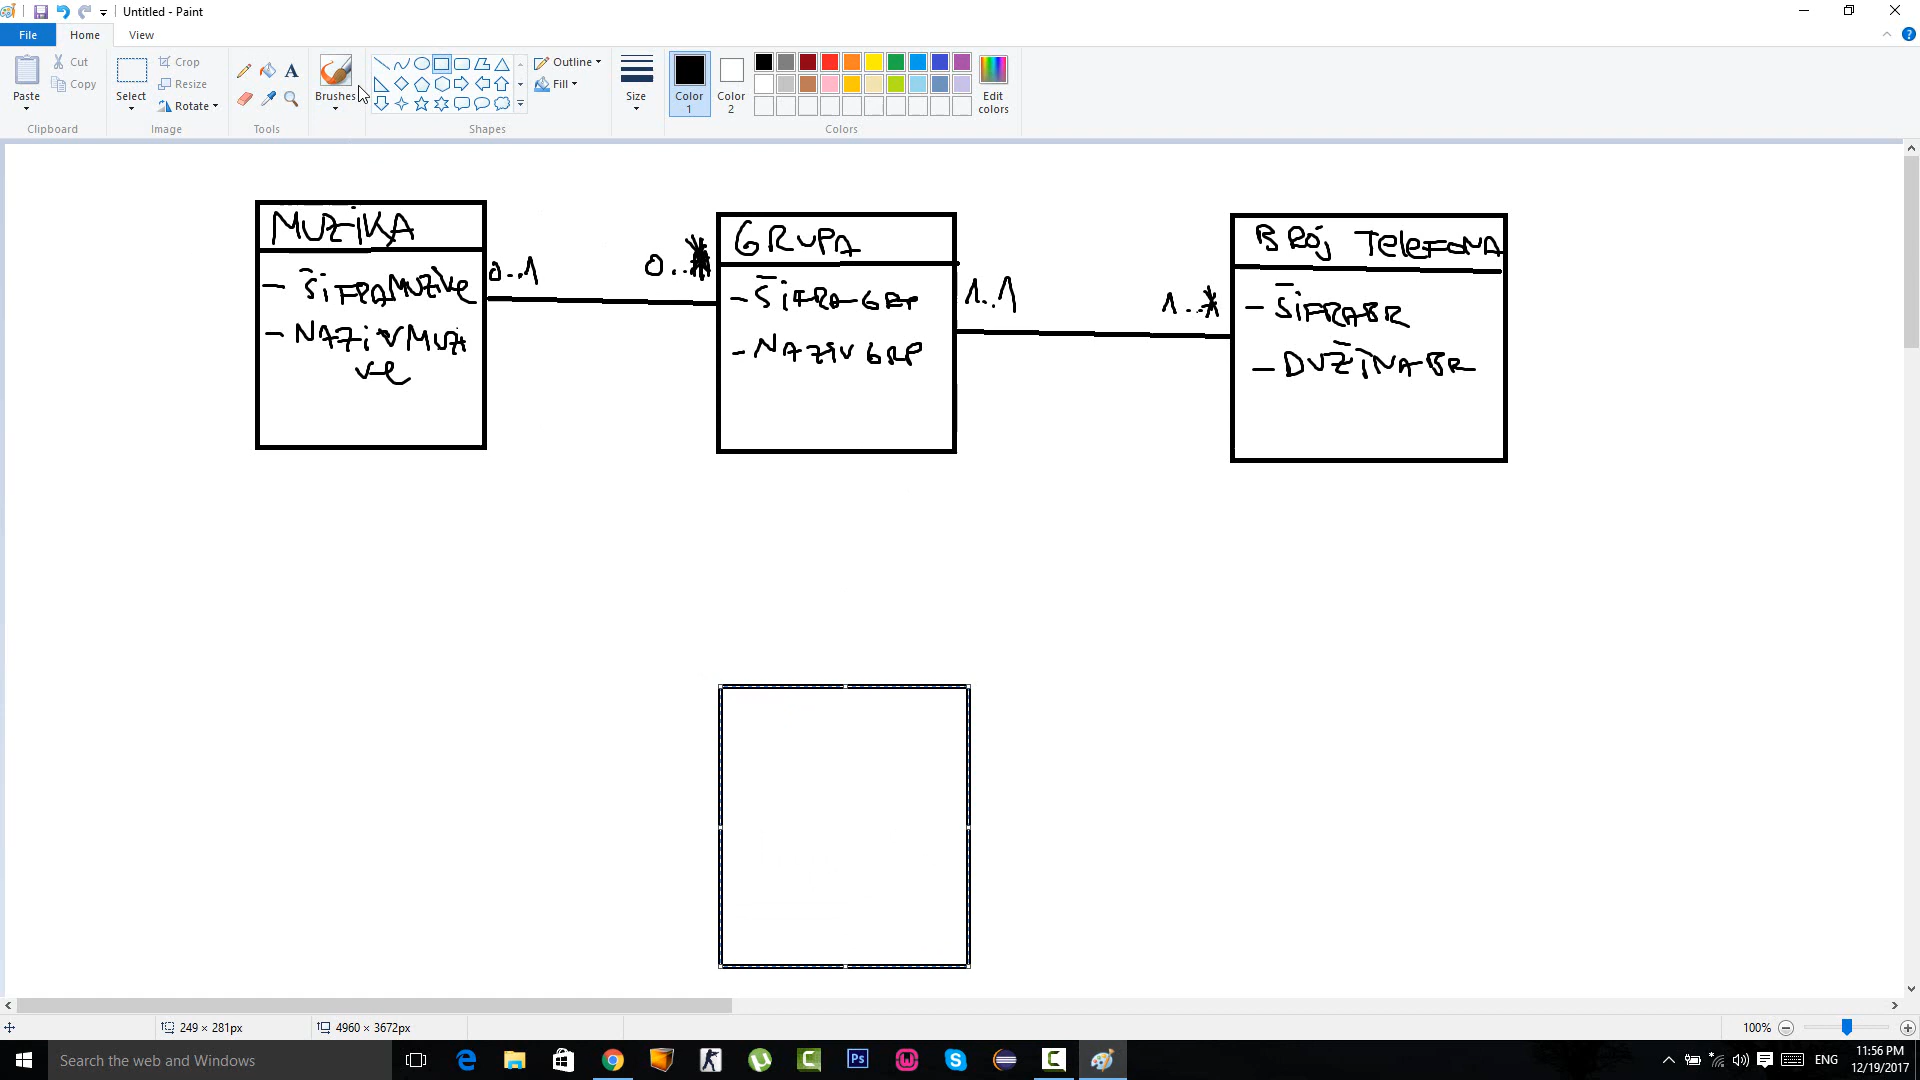 Untitled - Paint
File Home View
Paste
Cut
Copy
Clipboard
Select
Crop
Resize
Rotate
Image
Tools
Brushes
Shapes
Outline
Fill
Size
Color 1
Color 2
Edit colors
Colors
MUZiKA
- ŠiFRAMUZiKe
- NAZiVMUZi
Ke
0..1
0..*
GRUPA
- ŠiFRAGRP
- NAZiVGRP
1..1
1..*
BROj TeleFONA
- ŠiFRABR
- DUŽiNABR
249 × 281px
4960 × 3672px
100%
Search the web and Windows
ENG
11:56 PM
12/19/2017